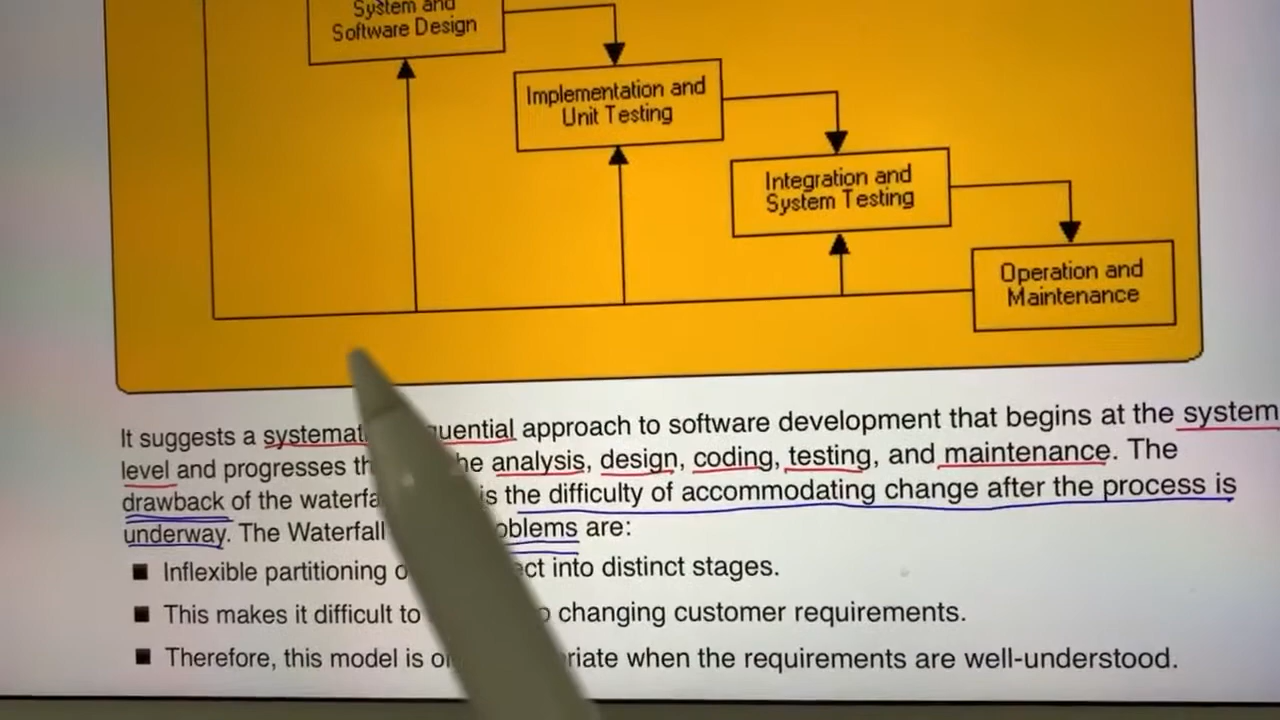 System and
Software Design
Implementation and
Unit Testing
Integration and
System Testing
Operation and
Maintenance
It suggests a systemat quential approach to software development that begins at the system
level and progresses th he analysis, design, coding, testing, and maintenance. The
drawback of the waterfa is the difficulty of accommodating change after the process is
underway. The Waterfall oblems are:
■ Inflexible partitioning o ect into distinct stages.
■ This makes it difficult to o changing customer requirements.
■ Therefore, this model is o riate when the requirements are well-understood.